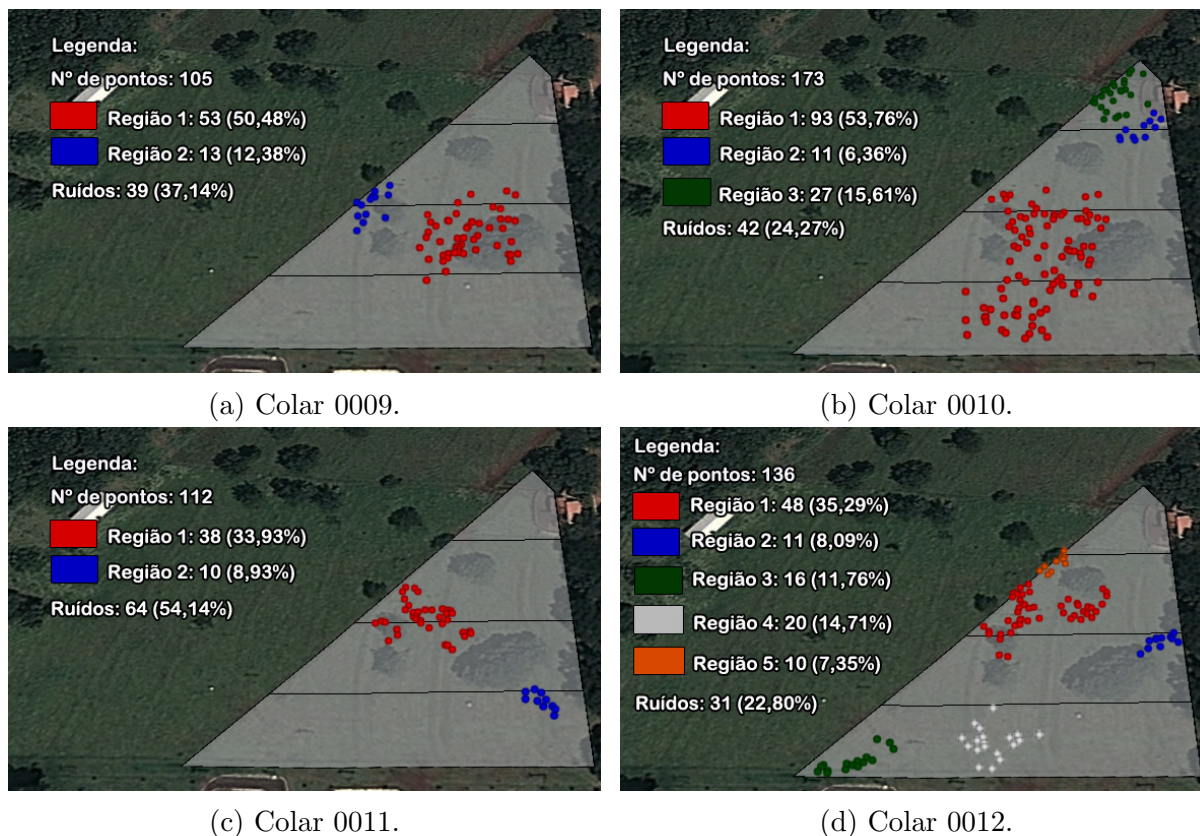 Legenda:
Nº de pontos: 105
Região 1: 53 (50,48%)
Região 2: 13 (12,38%)
Ruídos: 39 (37,14%)
(a) Colar 0009.
Legenda:
Nº de pontos: 173
Região 1: 93 (53,76%)
Região 2: 11 (6,36%)
Região 3: 27 (15,61%)
Ruídos: 42 (24,27%)
(b) Colar 0010.
Legenda:
Nº de pontos: 112
Região 1: 38 (33,93%)
Região 2: 10 (8,93%)
Ruídos: 64 (54,14%)
(c) Colar 0011.
Legenda:
Nº de pontos: 136
Região 1: 48 (35,29%)
Região 2: 11 (8,09%)
Região 3: 16 (11,76%)
Região 4: 20 (14,71%)
Região 5: 10 (7,35%)
Ruídos: 31 (22,80%)
(d) Colar 0012.